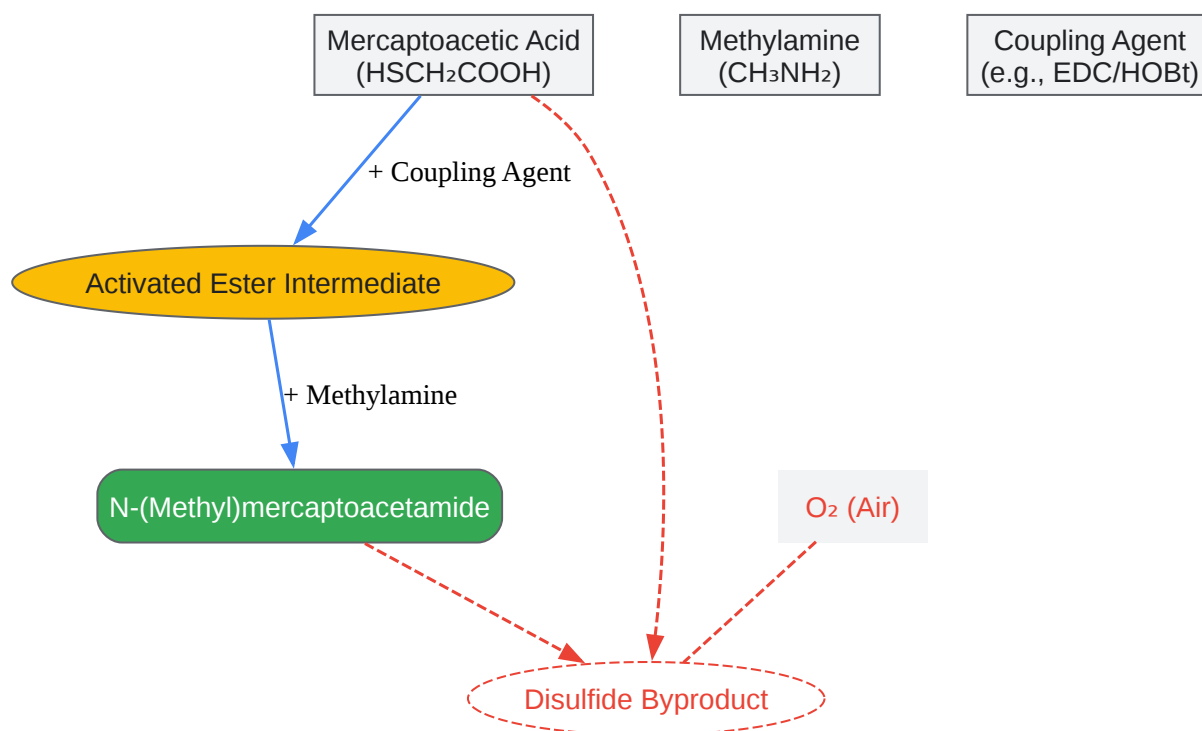 Mercaptoacetic Acid
(HSCH₂COOH)
Methylamine
(CH₃NH₂)
Coupling Agent
(e.g., EDC/HOBt)
+ Coupling Agent
Activated Ester Intermediate
+ Methylamine
N-(Methyl)mercaptoacetamide
O₂ (Air)
Disulfide Byproduct